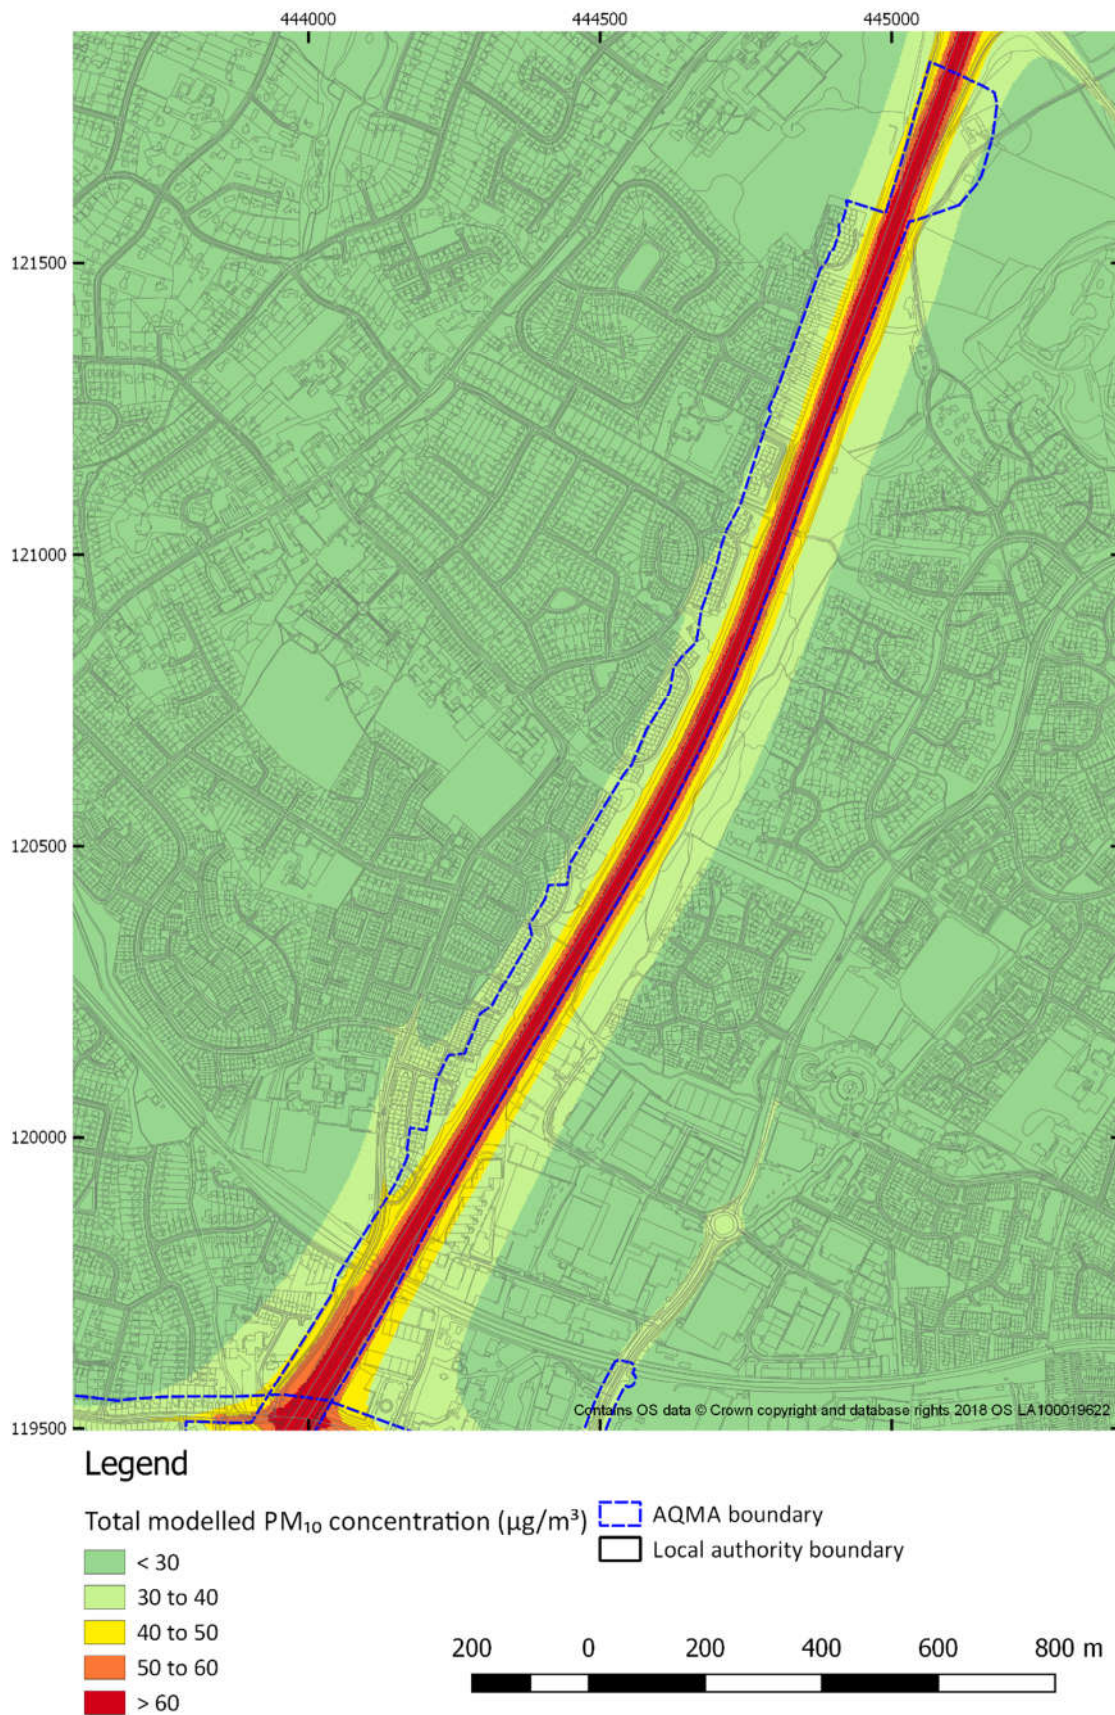 444000 444500 445000
121500
121000
120500
120000
119500
Contains OS data © Crown copyright and database rights 2018 OS LA100019622
Legend
Total modelled PM₁₀ concentration (µg/m³)
< 30
30 to 40
40 to 50
50 to 60
> 60
AQMA boundary
Local authority boundary
200 0 200 400 600 800 m